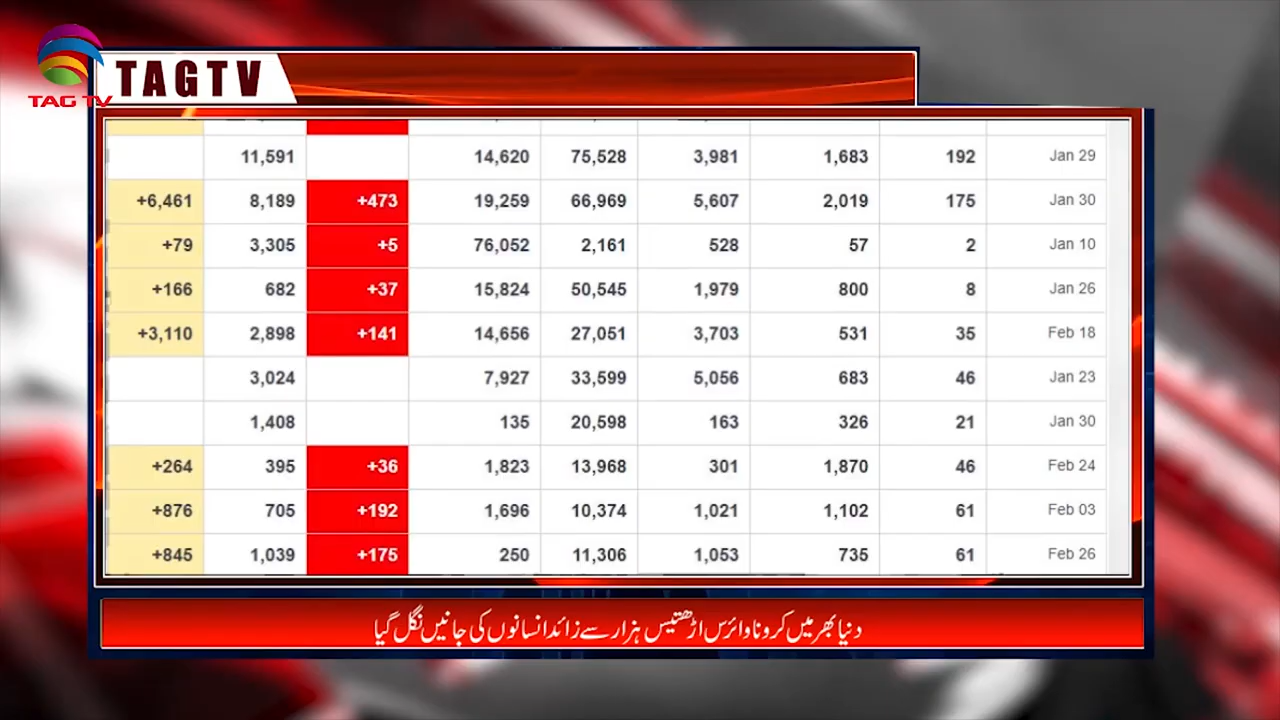 TAG TV
TAGTV
11,591 14,620 75,528 3,981 1,683 192 Jan 29
+6,461 8,189 +473 19,259 66,969 5,607 2,019 175 Jan 30
+79 3,305 +5 76,052 2,161 528 57 2 Jan 10
+166 682 +37 15,824 50,545 1,979 800 8 Jan 26
+3,110 2,898 +141 14,656 27,051 3,703 531 35 Feb 18
3,024 7,927 33,599 5,056 683 46 Jan 23
1,408 135 20,598 163 326 21 Jan 30
+264 395 +36 1,823 13,968 301 1,870 46 Feb 24
+876 705 +192 1,696 10,374 1,021 1,102 61 Feb 03
+845 1,039 +175 250 11,306 1,053 735 61 Feb 26
دنیا بھر میں کرونا وائرس اڑھتیس ہزار سے زائد انسانوں کی جانیں نگل گیا